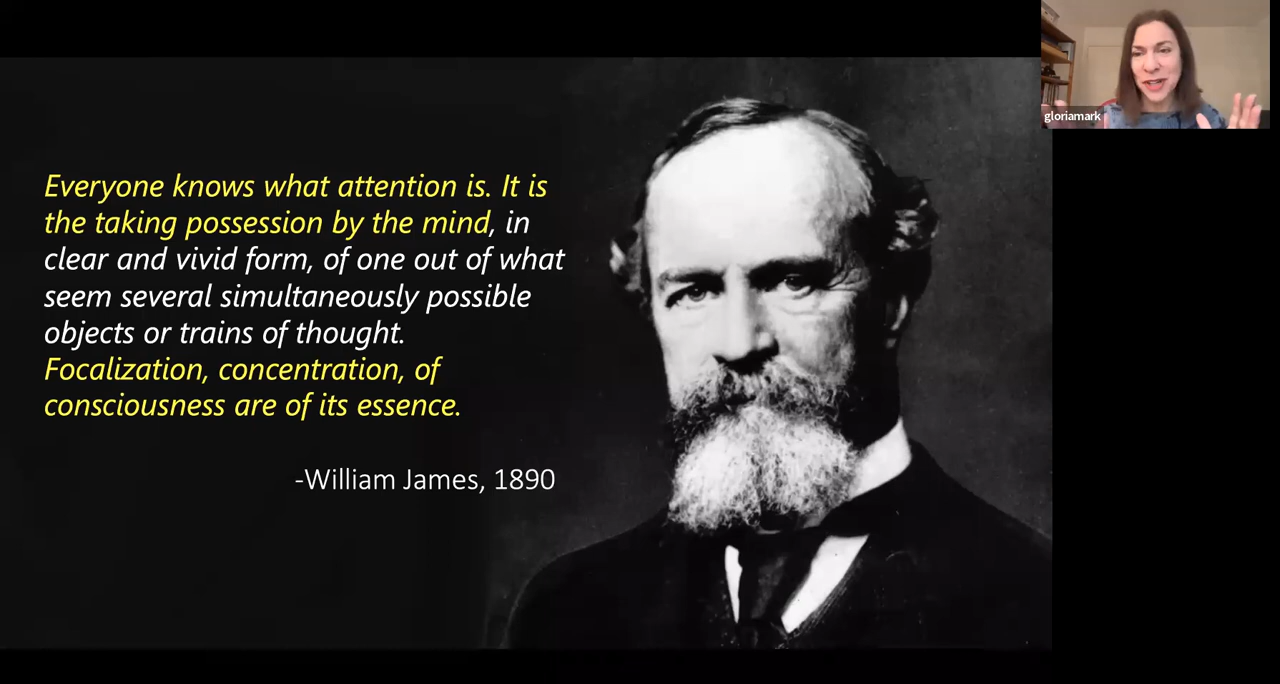 Everyone knows what attention is. It is
the taking possession by the mind, in
clear and vivid form, of one out of what
seem several simultaneously possible
objects or trains of thought.
Focalization, concentration, of
consciousness are of its essence.
-William James, 1890
gloriamark